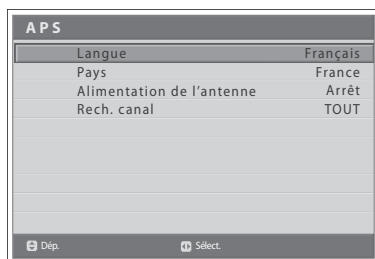 APS
Langue Français
Pays France
Alimentation de l'antenne Arrêt
Rech. canal TOUT
Dép. Sélect.